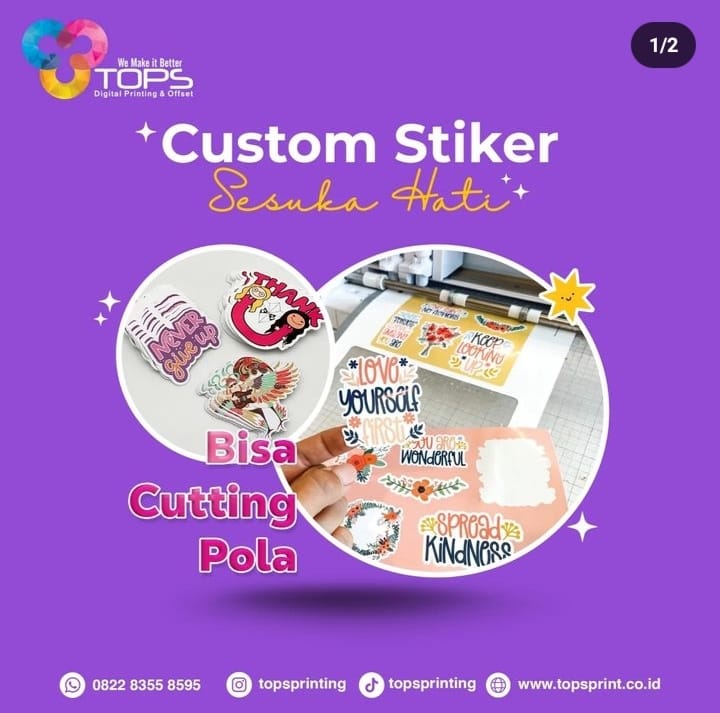 1/2
We Make it Better
TOPS
Digital Printing & Offset
Custom Stiker
Sesuka Hati
NEVER
Give up
THANK
LOVE
YOURSELF
FIRST
KEEP
LOOKING
UP
YOU ARE
WONDERFUL
SPREAD
KINDNESS
Bisa
Cutting
Pola
0822 8355 8595
topsprinting
topsprinting
www.topsprint.co.id